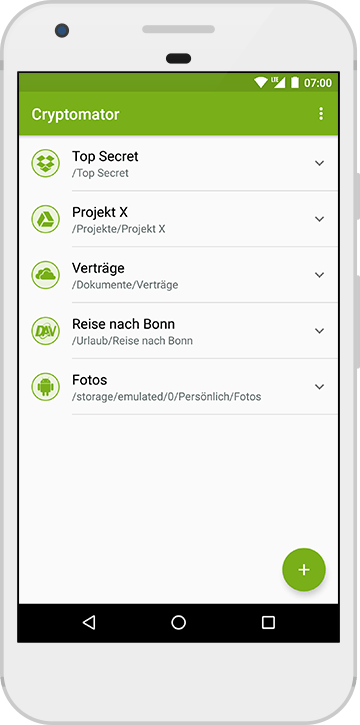 LTE 07:00
Cryptomator
Top Secret
/Top Secret
Projekt X
/Projekte/Projekt X
Verträge
/Dokumente/Verträge
DAV
Reise nach Bonn
/Urlaub/Reise nach Bonn
Fotos
/storage/emulated/0/Persönlich/Fotos
+